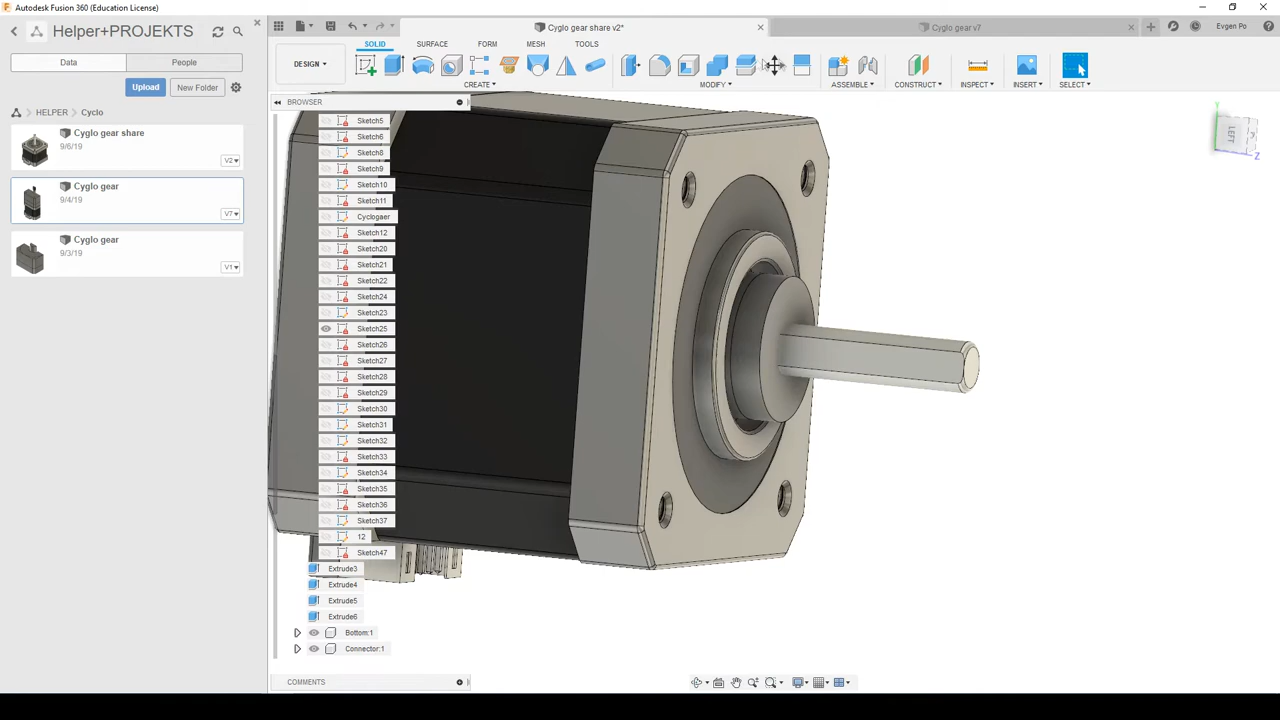 Autodesk Fusion 360 (Education License)
Helper+PROJEKTS
Cyglo gear share v2*
Cyglo gear v7
Evgen Po
Data
People
Upload
New Folder
HELPER
Cyclo
Cyglo gear share
9/6/19
V2
Cyglo gear
9/4/19
V7
Cyglo gear
9/3/19
V1
DESIGN
SOLID
SURFACE
FORM
MESH
TOOLS
CREATE
MODIFY
ASSEMBLE
CONSTRUCT
INSPECT
INSERT
SELECT
BROWSER
Sketch5
Sketch6
Sketch8
Sketch9
Sketch10
Sketch11
Cyclogaer
Sketch12
Sketch20
Sketch21
Sketch22
Sketch24
Sketch23
Sketch25
Sketch26
Sketch27
Sketch28
Sketch29
Sketch30
Sketch31
Sketch32
Sketch33
Sketch34
Sketch35
Sketch36
Sketch37
12
Sketch47
Extrude3
Extrude4
Extrude5
Extrude6
Bottom:1
Connector:1
LEFT
Y
Z
COMMENTS